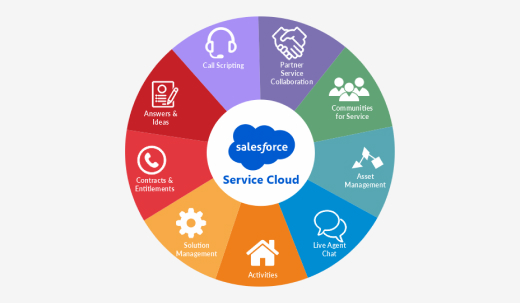 Call Scripting
Partner
Service
Collaboration
Communities
for Service
Asset
Management
Live Agent
Chat
Activities
Solution
Management
Contracts &
Entitlements
Answers &
Ideas
salesforce
Service Cloud